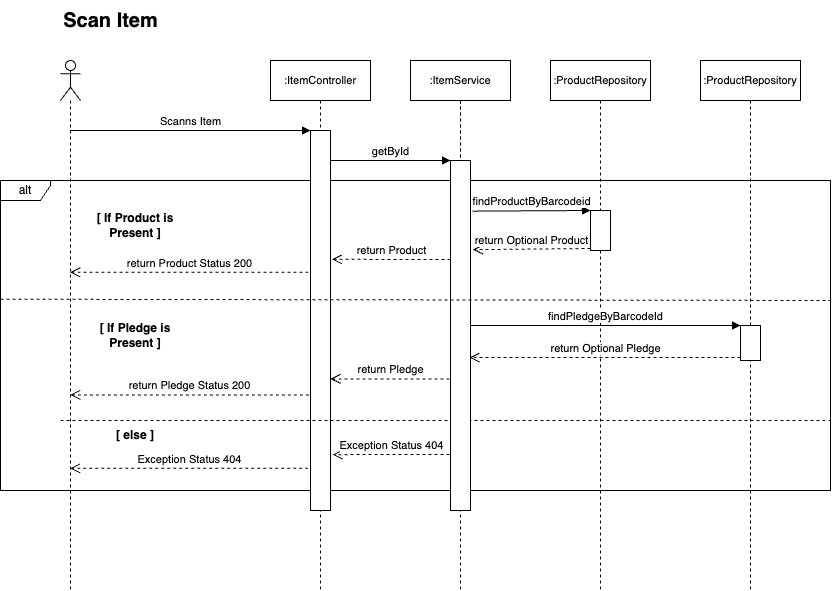 Scan Item
:ItemController
:ItemService
:ProductRepository
:ProductRepository
Scanns Item
getById
alt
findProductByBarcodeid
[ If Product is
Present ]
return Optional Product
return Product
return Product Status 200
findPledgeByBarcodeId
[ If Pledge is
Present ]
return Optional Pledge
return Pledge
return Pledge Status 200
[ else ]
Exception Status 404
Exception Status 404